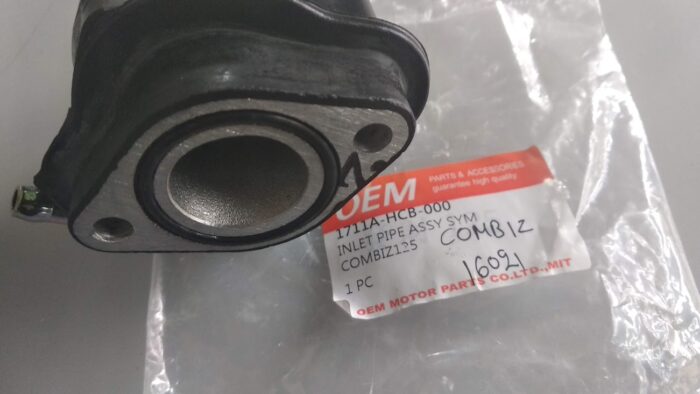 OEM
PARTS & ACCESSORIES
guarantee high quality
1711A-HCB-000
INLET PIPE ASSY SYM
COMBIZ125
COMBIZ
1 PC
16091
OEM MOTOR PARTS CO.LTD.,MIT